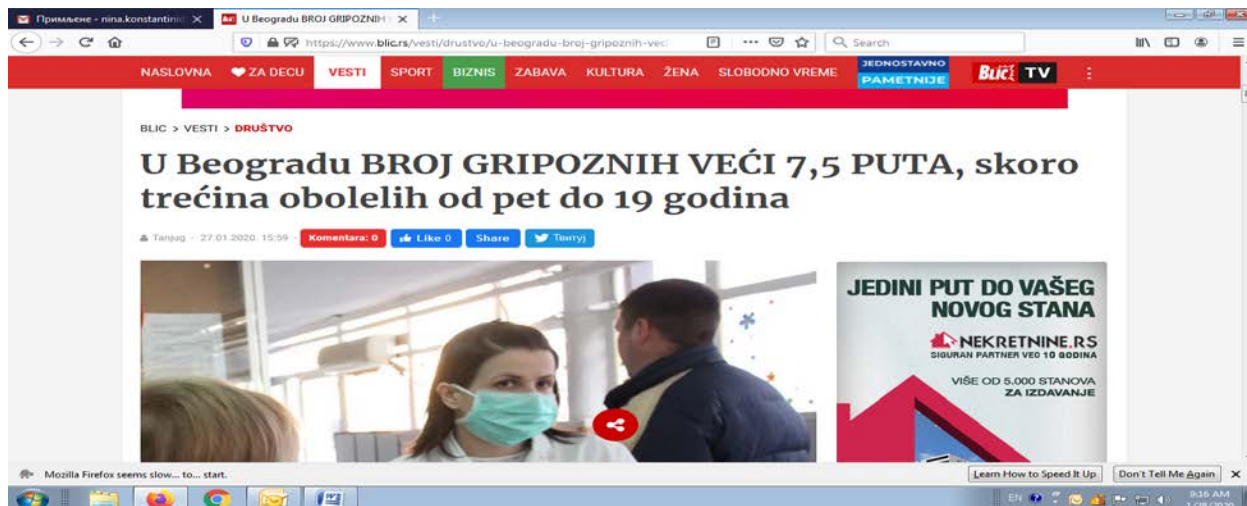 Примљене - nina.konstantini
U Beogradu BROJ GRIPOZNIH
https://www.blic.rs/vesti/drustvo/u-beogradu-broj-gripoznih-vec
Search
NASLOVNA ZA DECU VESTI SPORT BIZNIS ZABAVA KULTURA ŽENA SLOBODNO VREME JEDNOSTAVNO PAMETNIJE BLIC TV
BLIC > VESTI > DRUŠTVO
U Beogradu BROJ GRIPOZNIH VEĆI 7,5 PUTA, skoro
trećina obolelih od pet do 19 godina
Tanjug - 27.01.2020. 15:59 - Komentara: 0 Like 0 Share Твитуј
JEDINI PUT DO VAŠEG
NOVOG STANA
NEKRETNINE.RS
SIGURAN PARTNER VEĆ 10 GODINA
VIŠE OD 5.000 STANOVA
ZA IZDAVANJE
Mozilla Firefox seems slow... to... start. Learn How to Speed It Up Don't Tell Me Again
EN 9:16 AM